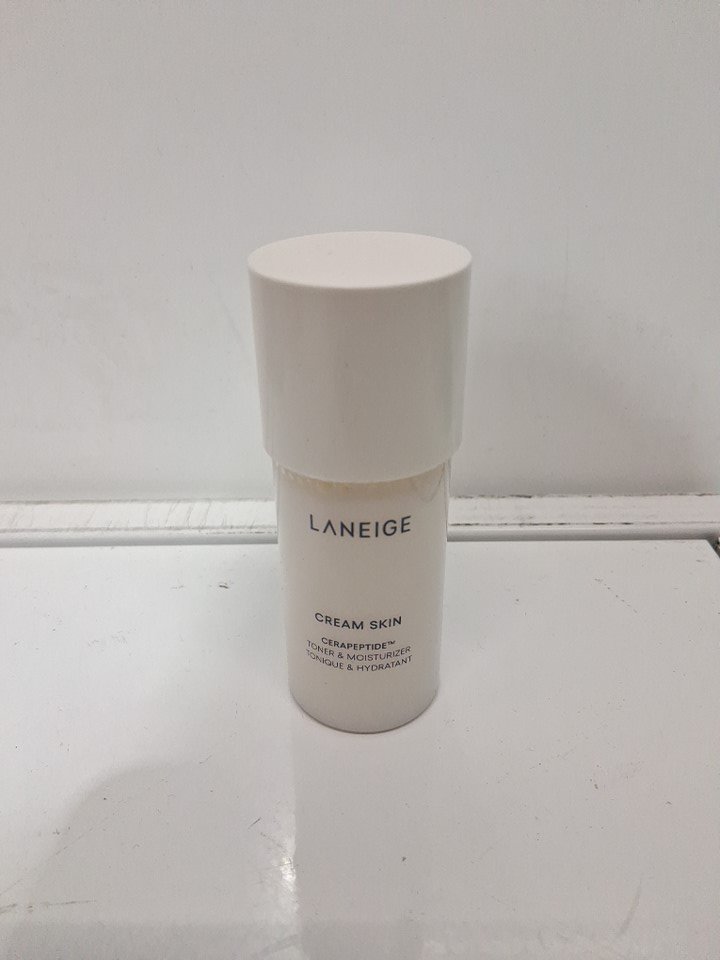 LANEIGE
CREAM SKIN
CERAPEPTIDE™
TONER & MOISTURIZER
TONIQUE & HYDRATANT